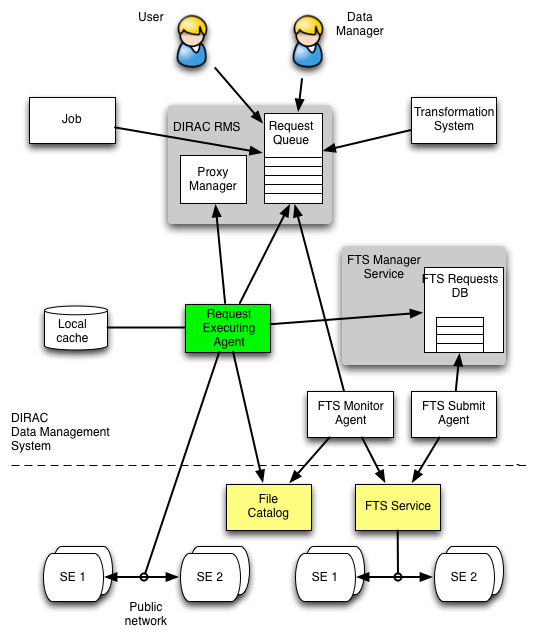 User
Data
Manager
Job
DIRAC RMS
Request
Queue
Transformation
System
Proxy
Manager
FTS Manager
Service
FTS Requests
DB
Local
cache
Request
Executing
Agent
FTS Monitor
Agent
FTS Submit
Agent
DIRAC
Data Management
System
File
Catalog
FTS Service
SE 1
SE 2
SE 1
SE 2
Public
network